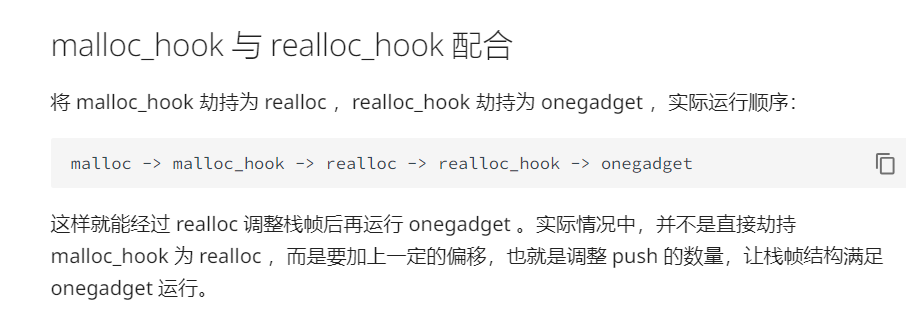 malloc_hook 与 realloc_hook 配合
将 malloc_hook 劫持为 realloc ，realloc_hook 劫持为 onegadget ，实际运行顺序：
malloc -> malloc_hook -> realloc -> realloc_hook -> onegadget
这样就能经过 realloc 调整栈帧后再运行 onegadget 。实际情况中，并不是直接劫持
malloc_hook 为 realloc ，而是要加上一定的偏移，也就是调整 push 的数量，让栈帧结构满足
onegadget 运行。